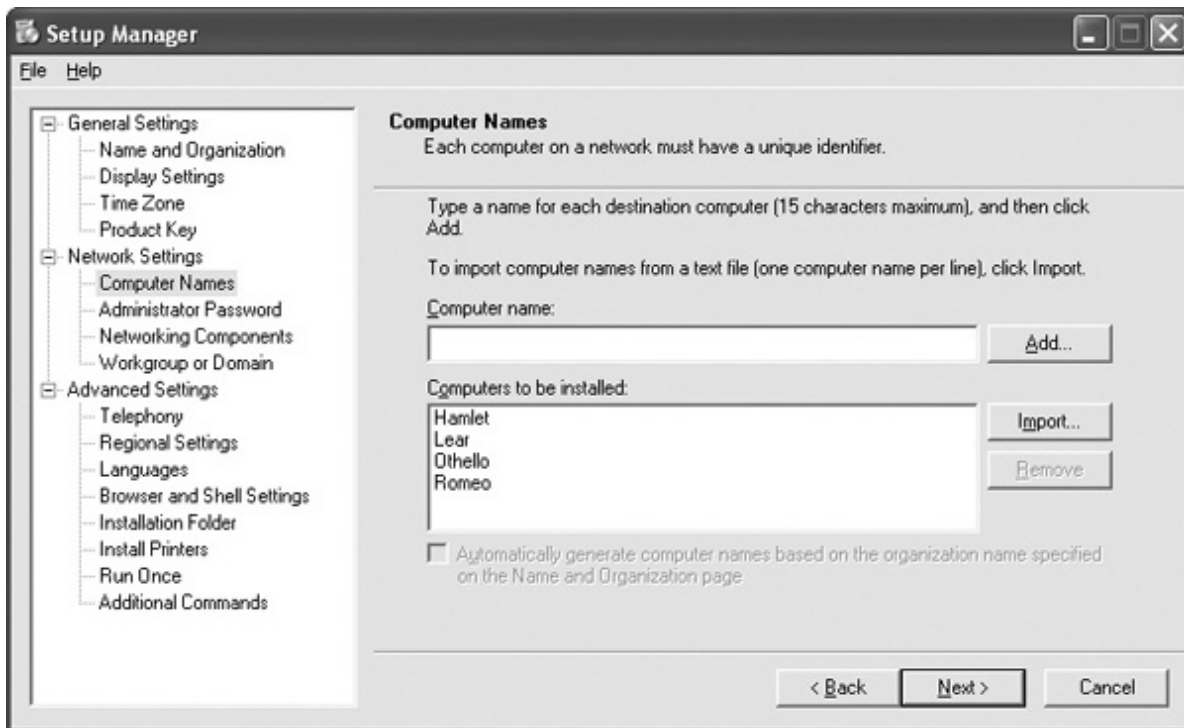 Setup Manager
File Help
General Settings
Name and Organization
Display Settings
Time Zone
Product Key
Network Settings
Computer Names
Administrator Password
Networking Components
Workgroup or Domain
Advanced Settings
Telephony
Regional Settings
Languages
Browser and Shell Settings
Installation Folder
Install Printers
Run Once
Additional Commands
Computer Names
Each computer on a network must have a unique identifier.
Type a name for each destination computer (15 characters maximum), and then click
Add.
To import computer names from a text file (one computer name per line), click Import.
Computer name:
Add...
Computers to be installed:
Hamlet
Lear
Othello
Romeo
Import...
Remove
Automatically generate computer names based on the organization name specified
on the Name and Organization page
< Back
Next >
Cancel